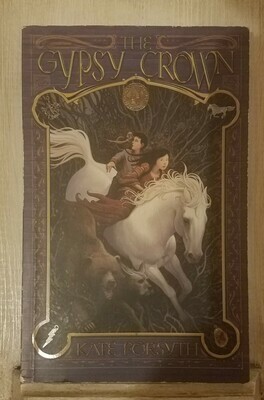 THE
GYPSY CROWN
KATE FORSYTH